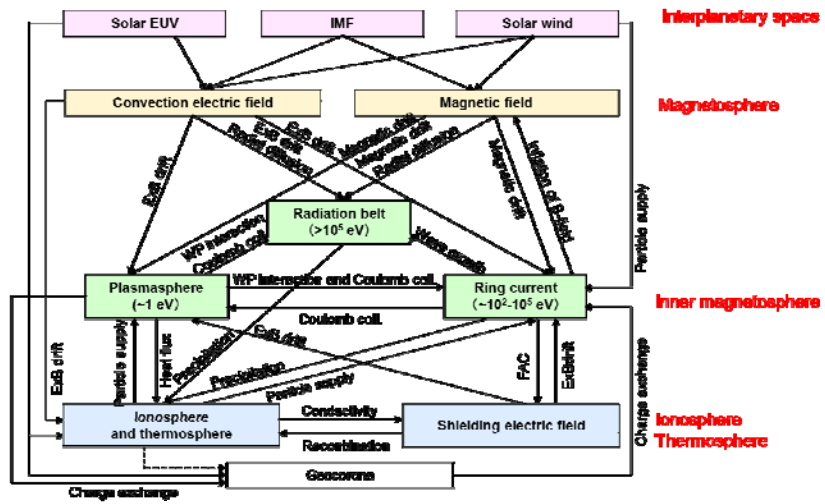 Solar EUV
IMF
Solar wind
Interplanetary space
Convection electric field
Magnetic field
Magnetosphere
ExB drift
ExB drift
Radial diffusion
ExB drift
Magnetic drift
Magnetic drift
Radial diffusion
Magnetic drift
Inflation of B-field
Particle supply
Radiation belt
(>10⁵ eV)
WP interaction
Coulomb coll.
Wave growth
Plasmasphere
(~1 eV)
WP interaction and Coulomb coll.
Ring current
(~10²-10⁵ eV)
Inner magnetosphere
Coulomb coll.
ExB drift
ExB drift
Particle supply
Heat flux
Precipitation
Precipitation
Particle supply
FAC
ExBdrift
Charge exchange
Ionosphere
and thermosphere
Conductivity
Recombination
Shielding electric field
Ionosphere
Thermosphere
Geocorona
Charge exchange